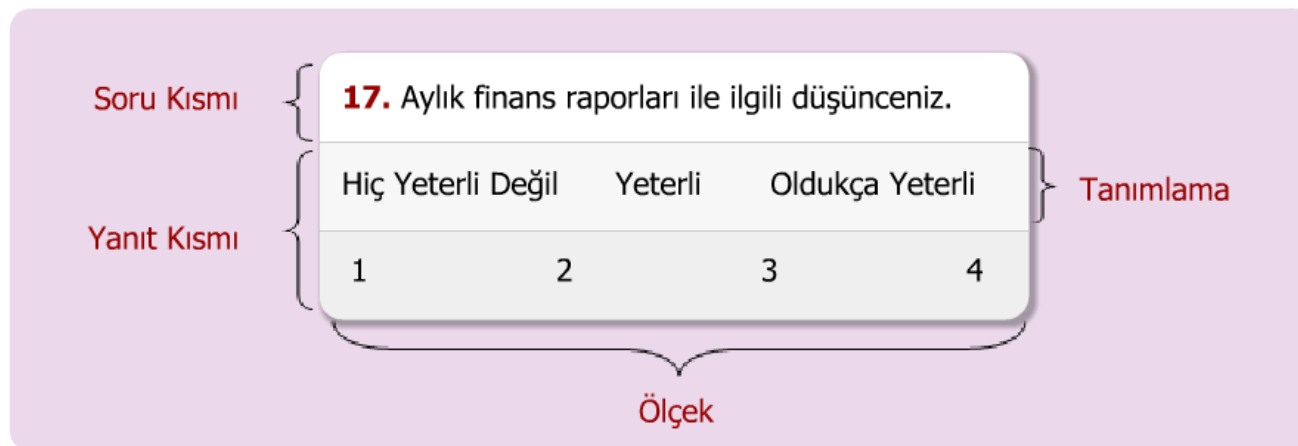 Soru Kısmı
17. Aylık finans raporları ile ilgili düşünceniz.
Yanıt Kısmı
Hiç Yeterli Değil Yeterli Oldukça Yeterli
Tanımlama
1 2 3 4
Ölçek